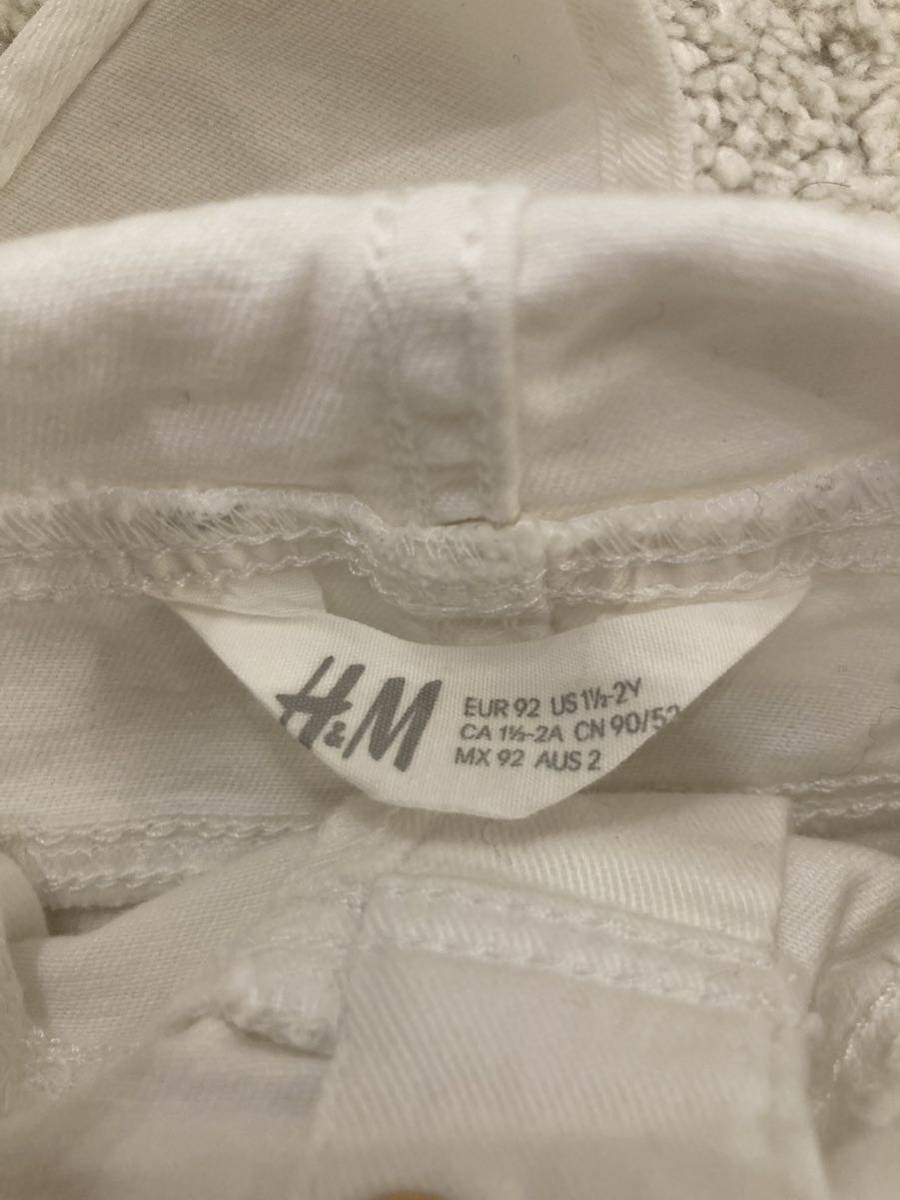 H&M
EUR 92 US 1½-2Y
CA 1½-2A CN 90/52
MX 92 AUS 2